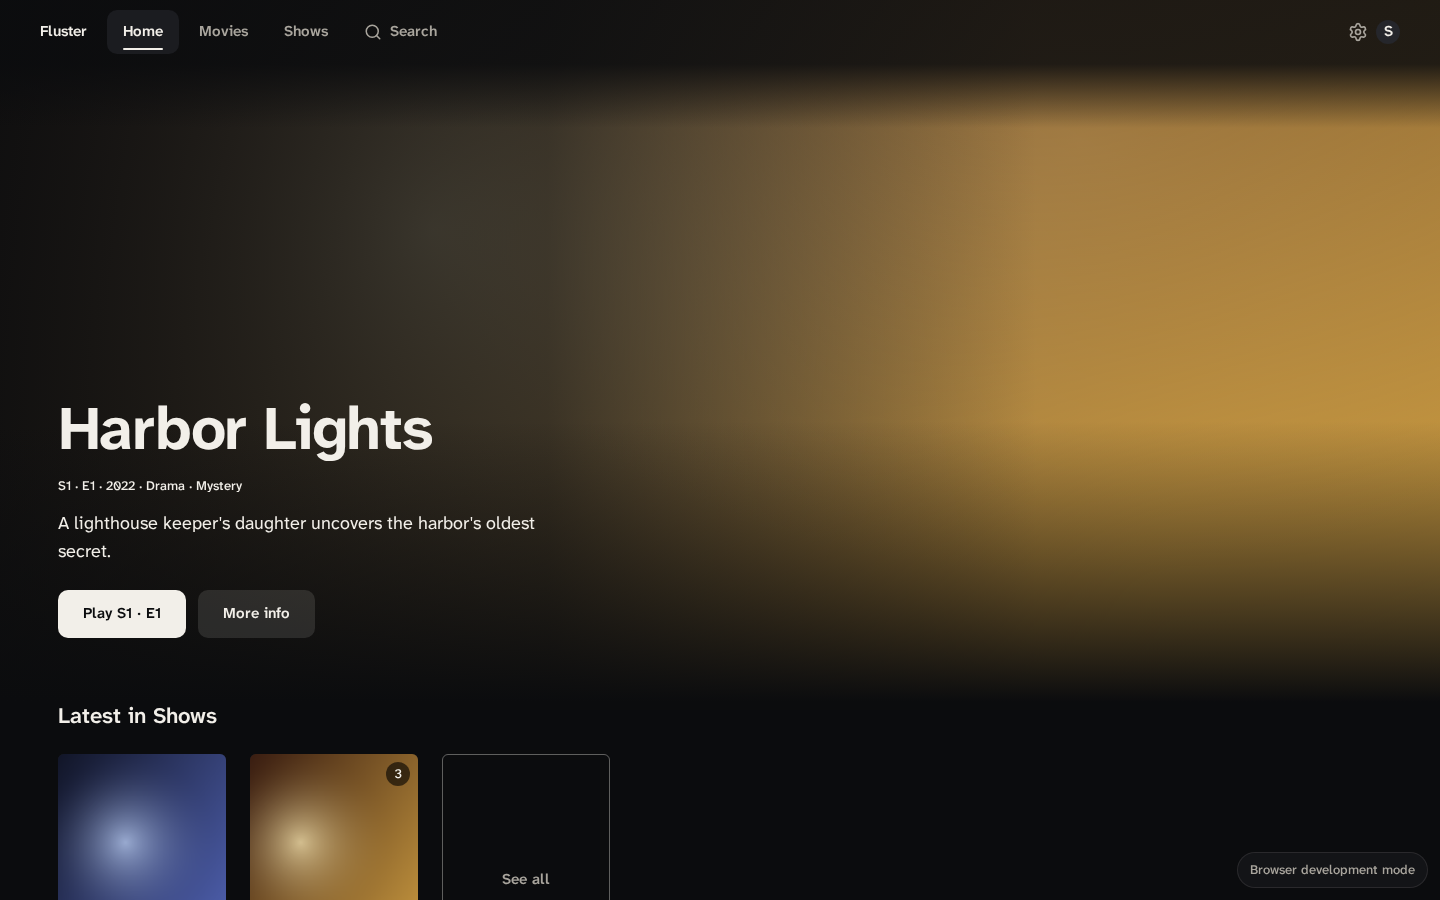 Fluster Home Movies Shows Search S
Harbor Lights
S1 · E1 · 2022 · Drama · Mystery
A lighthouse keeper's daughter uncovers the harbor's oldest
secret.
Play S1 · E1 More info
Latest in Shows
3
See all
Browser development mode